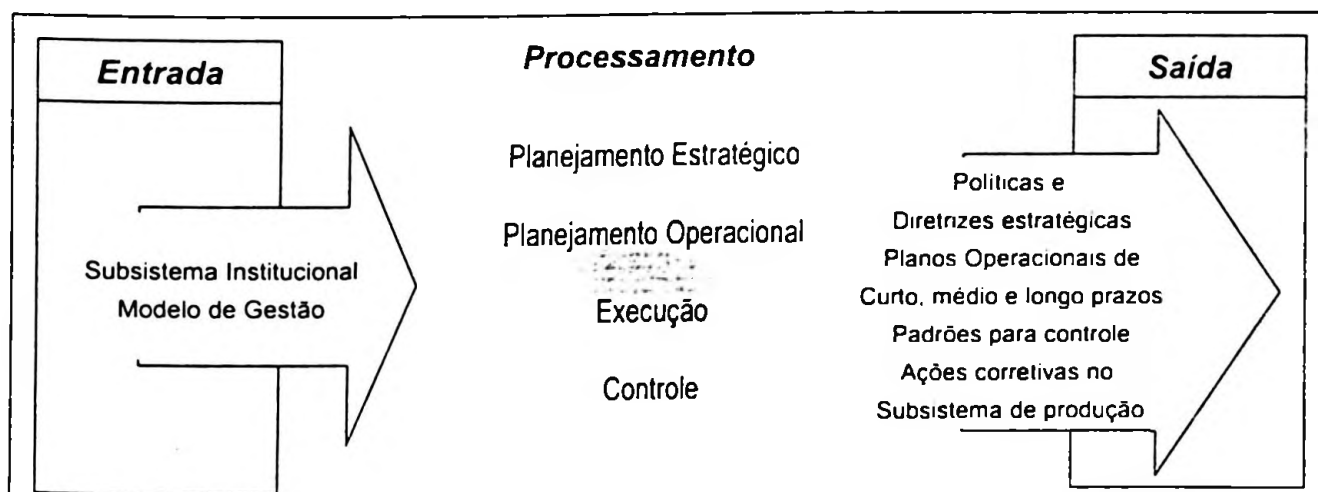 Entrada
Subsistema Institucional
Modelo de Gestão
Processamento
Planejamento Estratégico
Planejamento Operacional
Execução
Controle
Saída
Políticas e
Diretrizes estratégicas
Planos Operacionais de
Curto, médio e longo prazos
Padrões para controle
Ações corretivas no
Subsistema de produção